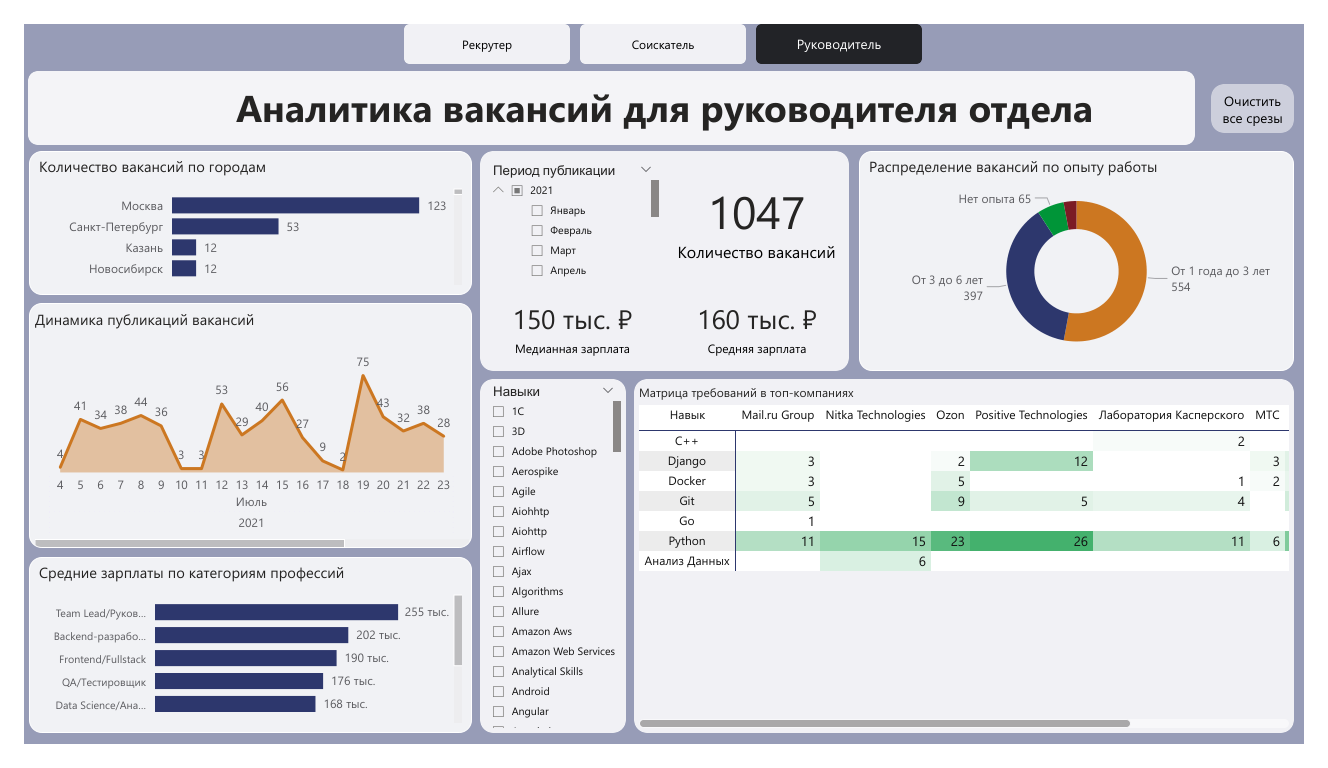 Рекрутер
Соискатель
Руководитель
Аналитика вакансий для руководителя отдела
Очистить
все срезы
Количество вакансий по городам
Москва 123
Санкт-Петербург 53
Казань 12
Новосибирск 12
Период публикации
2021
Январь
Февраль
Март
Апрель
1047
Количество вакансий
150 тыс. ₽
Медианная зарплата
160 тыс. ₽
Средняя зарплата
Распределение вакансий по опыту работы
Нет опыта 65
От 3 до 6 лет
397
От 1 года до 3 лет
554
Динамика публикаций вакансий
4 41 34 38 44 36 3 3 53 29 40 56 27 9 2 75 43 32 38 28
4 5 6 7 8 9 10 11 12 13 14 15 16 17 18 19 20 21 22 23
Июль
2021
Средние зарплаты по категориям профессий
Team Lead/Руков... 255 тыс.
Backend-разрабо... 202 тыс.
Frontend/Fullstack 190 тыс.
QA/Тестировщик 176 тыс.
Data Science/Ана... 168 тыс.
Навыки
1C
3D
Adobe Photoshop
Aerospike
Agile
Aiohhtp
Aiohttp
Airflow
Ajax
Algorithms
Allure
Amazon Aws
Amazon Web Services
Analytical Skills
Android
Angular
Матрица требований в топ-компаниях
Навык Mail.ru Group Nitka Technologies Ozon Positive Technologies Лаборатория Касперского МТС
C++ 2
Django 3 2 12 3
Docker 3 5 1 2
Git 5 9 5 4
Go 1
Python 11 15 23 26 11 6
Анализ Данных 6